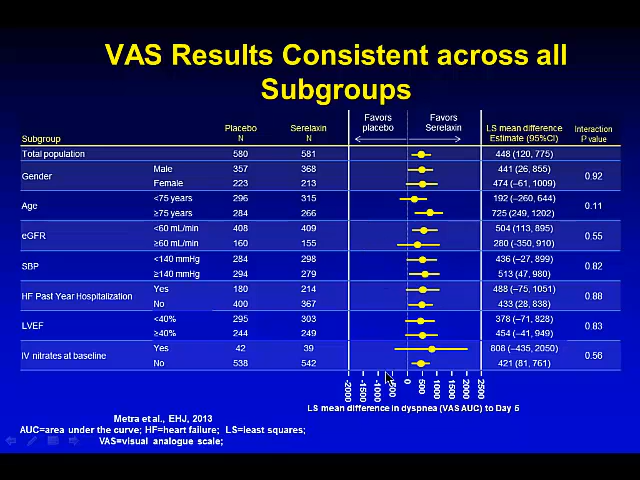 VAS Results Consistent across all
Subgroups
Favors placebo Favors Serelaxin
Subgroup Placebo N Serelaxin N LS mean difference Estimate (95%CI) Interaction P value
Total population 580 581 448 (120, 775)
Gender Male 357 368 441 (26, 855) 0.92
Female 223 213 474 (−61, 1009)
Age <75 years 296 315 192 (−260, 644) 0.11
≥75 years 284 266 725 (249, 1202)
eGFR <60 mL/min 408 409 504 (113, 895) 0.55
≥60 mL/min 160 155 280 (−350, 910)
SBP <140 mmHg 284 298 436 (−27, 899) 0.82
≥140 mmHg 294 279 513 (47, 980)
HF Past Year Hospitalization Yes 180 214 488 (−75, 1051) 0.88
No 400 367 433 (28, 838)
LVEF <40% 295 303 378 (−71, 828) 0.83
≥40% 244 249 454 (−41, 949)
IV nitrates at baseline Yes 42 39 808 (−435, 2050) 0.56
No 538 542 421 (81, 761)
-2000 -1500 -1000 -500 0 500 1000 1500 2000 2500
LS mean difference in dyspnea (VAS AUC) to Day 5
Metra et al., EHJ, 2013
AUC=area under the curve; HF=heart failure; LS=least squares;
VAS=visual analogue scale;